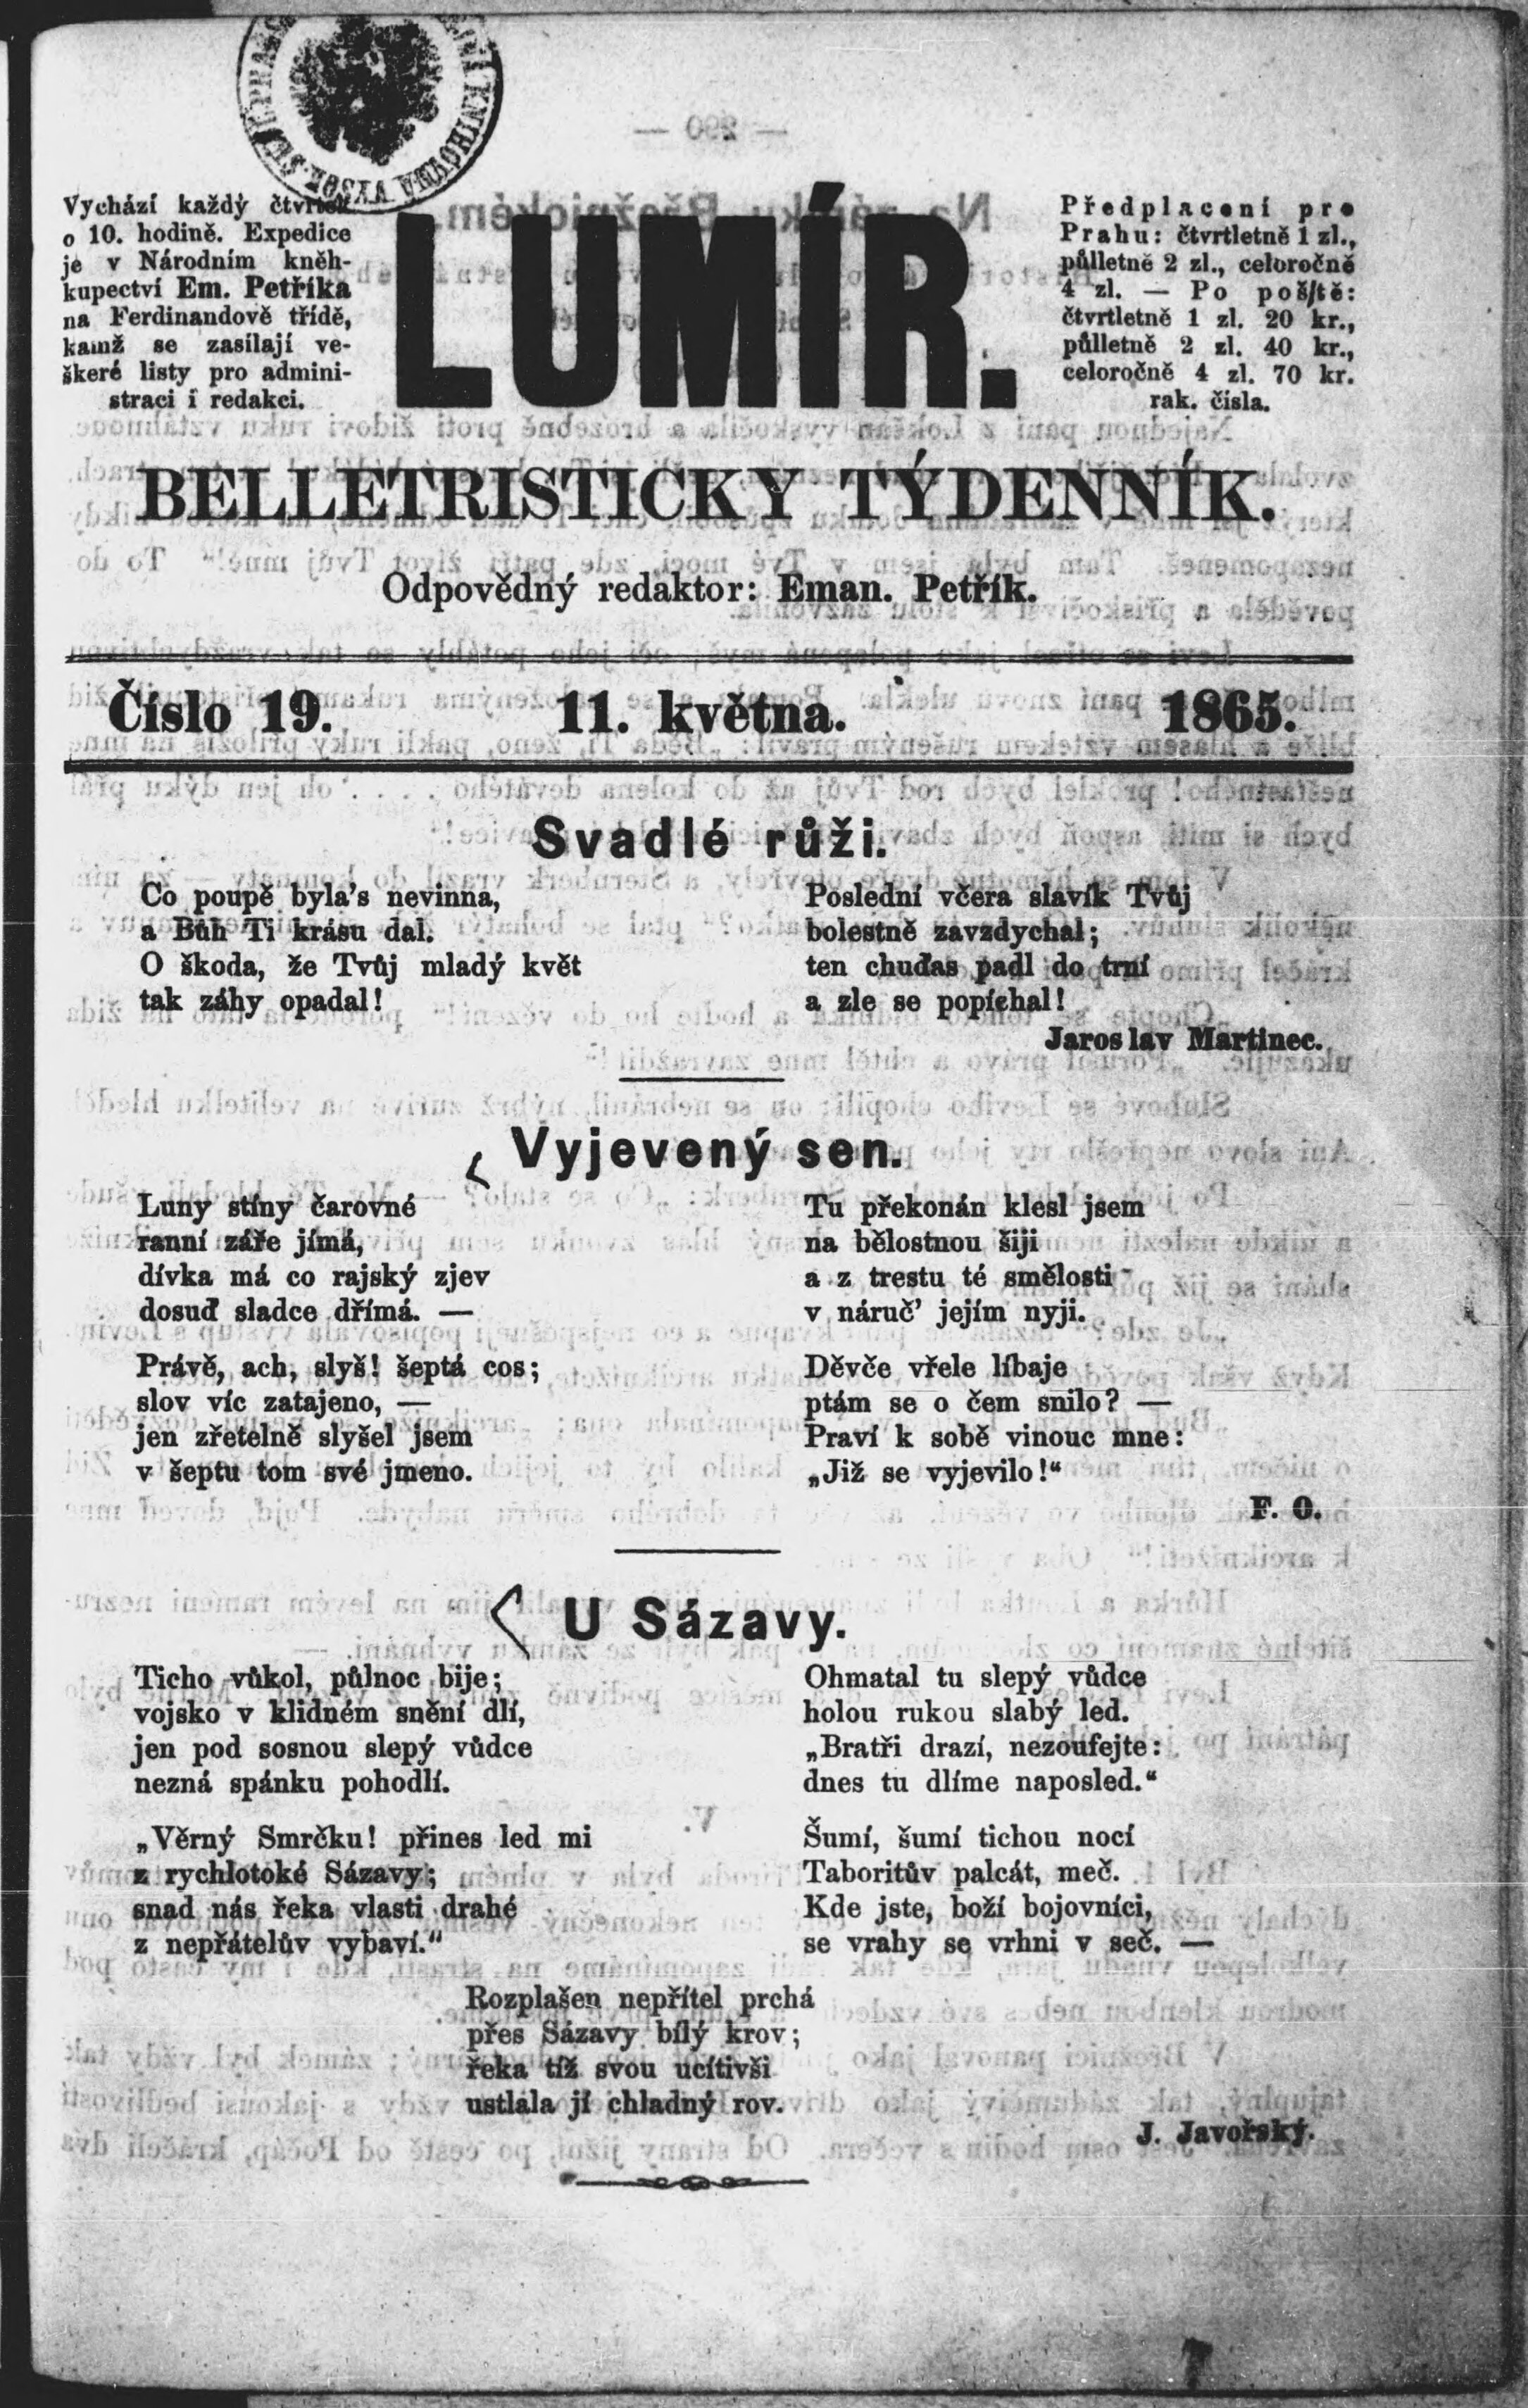 Vychází každý čtvrtek
o 10. hodině. Expedice
je v Národním kněh-
kupectví Em. Petříka
na Ferdinandově třídě,
kamž se zasílají ve-
škeré listy pro admini-
straci i redakci.
LUMÍR.
Předplacení pro
Prahu: čtvrtletně 1 zl.,
půlletně 2 zl., celoročně
4 zl. — Po poště:
čtvrtletně 1 zl. 20 kr.,
půlletně 2 zl. 40 kr.,
celoročně 4 zl. 70 kr.
rak. čísla.
BELLETRISTICKY TÝDENNÍK.
Odpovědný redaktor: Eman. Petřík.
Číslo 19. 11. května. 1865.
Svadlé růži.
Co poupě byla's nevinna,
a Bůh Ti krásu dal.
O škoda, že Tvůj mladý květ
tak záhy opadal!
Poslední včera slavík Tvůj
bolestně zavzdychal;
ten chuďas padl do trní
a zle se popíchal!
Jaroslav Martinec.
Vyjevený sen.
Luny stíny čarovné
ranní záře jímá,
dívka má co rajský zjev
dosuď sladce dřímá. —
Právě, ach, slyš! šeptá cos;
slov víc zatajeno, —
jen zřetelně slyšel jsem
v šeptu tom své jmeno.
Tu překonán klesl jsem
na bělostnou šiji
a z trestu té smělosti
v náruč' jejím nyji.
Děvče vřele líbaje
ptám se o čem snilo? —
Praví k sobě vinouc mne:
„Již se vyjevilo!“
F. O.
U Sázavy.
Ticho vůkol, půlnoc bije;
vojsko v klidném snění dlí,
jen pod sosnou slepý vůdce
nezná spánku pohodlí.
„Věrný Smrčku! přines led mi
z rychlotoké Sázavy;
snad nás řeka vlasti drahé
z nepřátelův vybaví.“
Ohmatal tu slepý vůdce
holou rukou slabý led.
„Bratři drazí, nezoufejte:
dnes tu dlíme naposled.“
Šumí, šumí tichou nocí
Taboritův palcát, meč.
Kde jste, boží bojovníci,
se vrahy se vrhni v seč. —
Rozplašen nepřítel prchá
přes Sázavy bílý krov;
řeka tíž svou ucítivši
ustlala jí chladný rov.
J. Javořský.